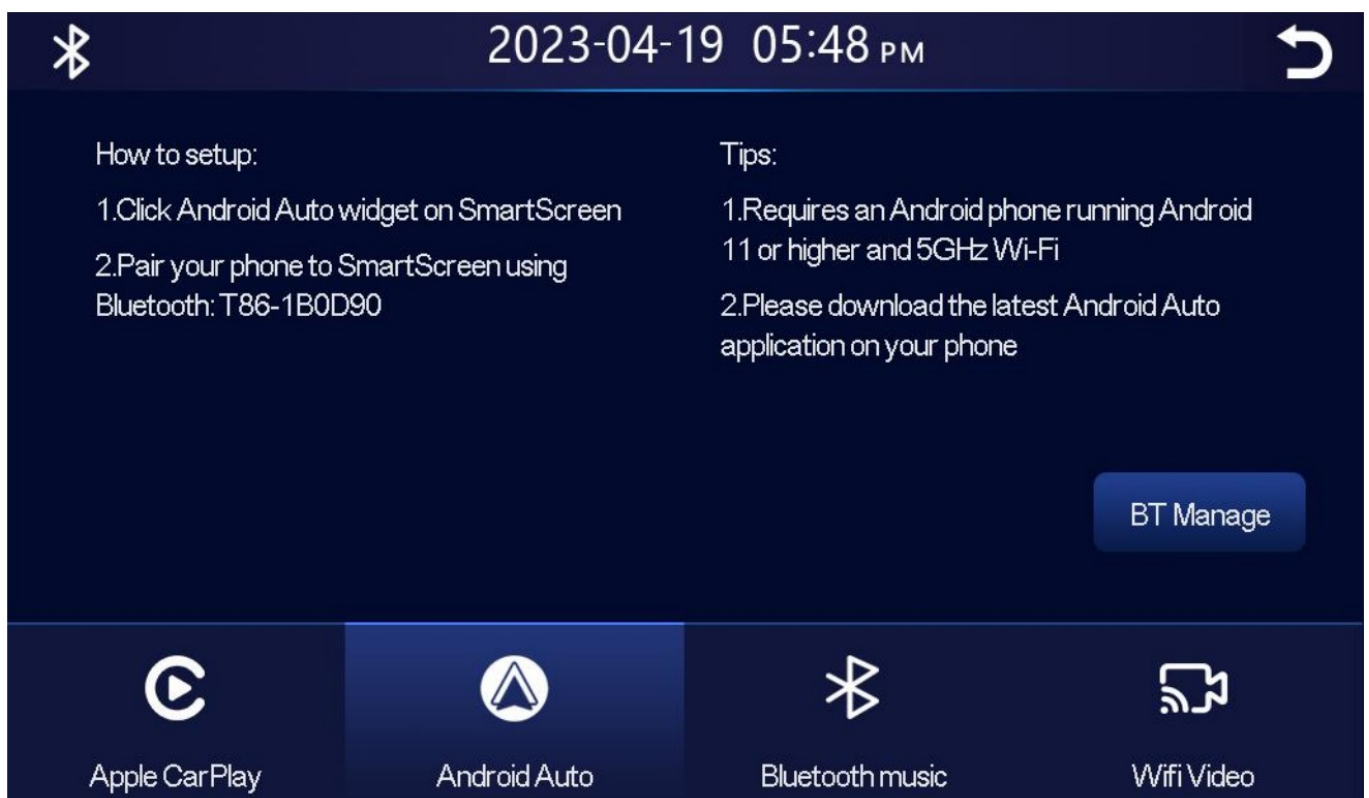 2023-04-19 05:48 PM
How to setup:
1.Click Android Auto widget on SmartScreen
2.Pair your phone to SmartScreen using
Bluetooth: T86-1B0D90
Tips:
1.Requires an Android phone running Android
11 or higher and 5GHz Wi-Fi
2.Please download the latest Android Auto
application on your phone
BT Manage
Apple CarPlay
Android Auto
Bluetooth music
Wifi Video